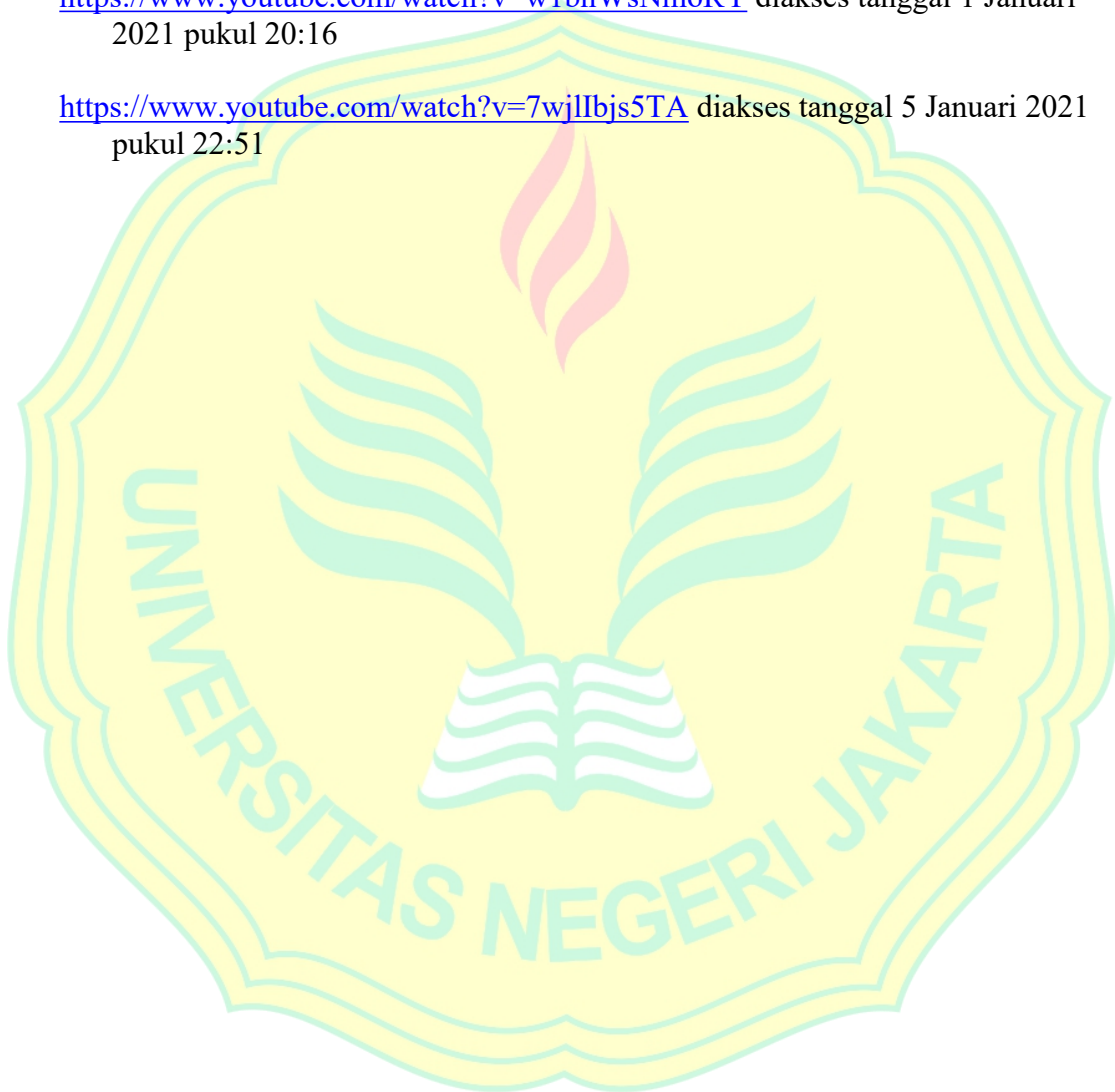 diakses tanggal 1 Januari
2021 pukul 20:16
https://www.youtube.com/watch?v=7wjlIbjs5TA diakses tanggal 5 Januari 2021
pukul 22:51
UNIVERSITAS NEGERI JAKARTA